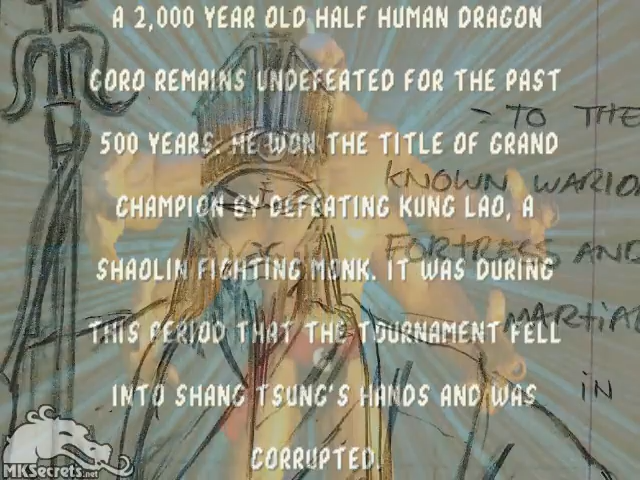 A 2,000 YEAR OLD HALF HUMAN DRAGON
GORO REMAINS UNDEFEATED FOR THE PAST
- TO THE
500 YEARS. HE WON THE TITLE OF GRAND
KNOWN WARIO
CHAMPION BY DEFEATING KUNG LAO, A
FORTRESS AND
SHAOLIN FIGHTING MONK. IT WAS DURING
MARTIAL
THIS PERIOD THAT THE TOURNAMENT FELL
IN
INTO SHANG TSUNG'S HANDS AND WAS
CORRUPTED.
MKSecrets.net